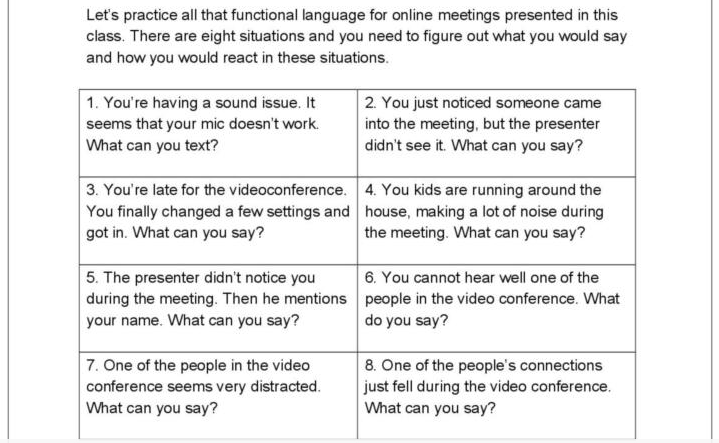 Let's practice all that functional language for online meetings presented in this
class. There are eight situations and you need to figure out what you would say
and how you would react in these situations.
1. You're having a sound issue. It
seems that your mic doesn't work.
What can you text?
2. You just noticed someone came
into the meeting, but the presenter
didn't see it. What can you say?
3. You're late for the videoconference.
You finally changed a few settings and
got in. What can you say?
4. You kids are running around the
house, making a lot of noise during
the meeting. What can you say?
5. The presenter didn't notice you
during the meeting. Then he mentions
your name. What can you say?
6. You cannot hear well one of the
people in the video conference. What
do you say?
7. One of the people in the video
conference seems very distracted.
What can you say?
8. One of the people's connections
just fell during the video conference.
What can you say?